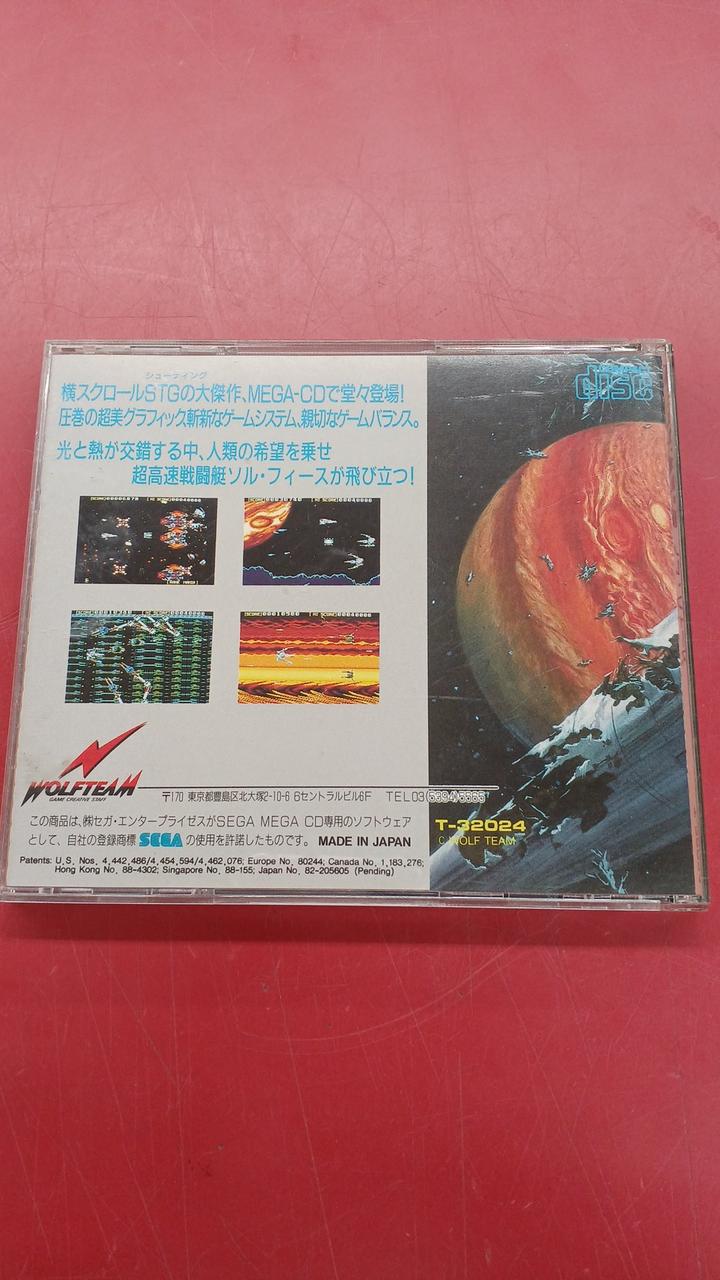 シューティング
横スクロールSTGの大傑作、MEGA-CDで堂々登場!
圧巻の超美グラフィック斬新なゲームシステム、親切なゲームバランス。
光と熱が交錯する中、人類の希望を乗せ
超高速戦闘艇ソル・フィースが飛び立つ!
disc
WOLFTEAM
GAME CREATIVE STAFF
〒170 東京都豊島区北大塚2-10-6 6セントラルビル6F TEL03(5394)5565
この商品は、㈱セガ・エンタープライゼスがSEGA MEGA CD専用のソフトウェア
として、自社の登録商標 SEGA の使用を許諾したものです。 MADE IN JAPAN
Patents: U.S. Nos. 4,442,486/4,454,594/4,462,076; Europe No. 80244; Canada No. 1,183,276;
Hong Kong No. 88-4302; Singapore No. 88-155; Japan No. 82-205605 (Pending)
T-32024
C WOLF TEAM